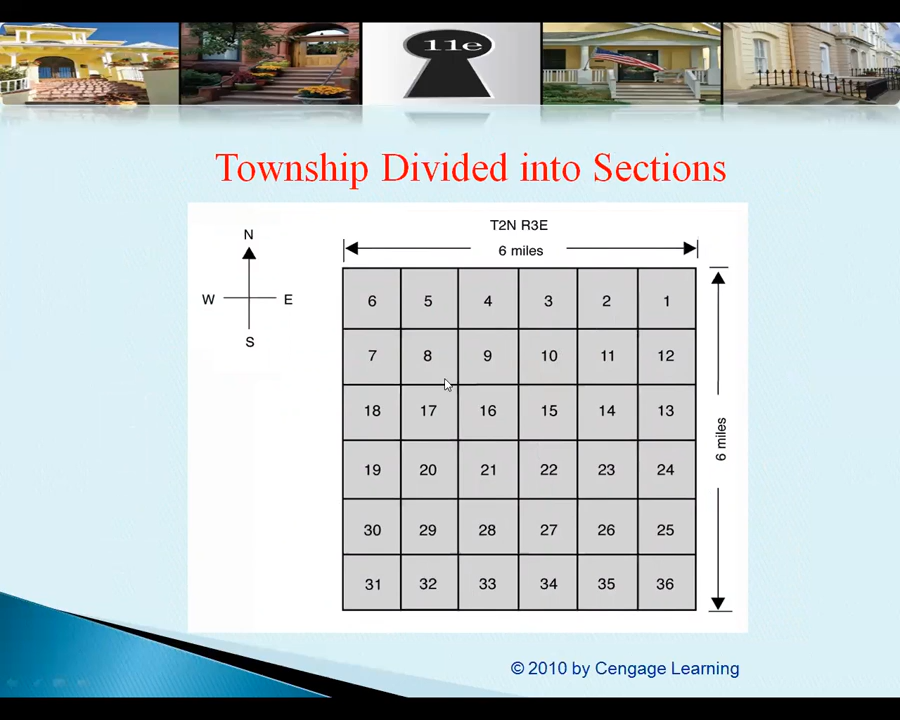 11e
Township Divided into Sections
T2N R3E
6 miles
N
W E
S
6 5 4 3 2 1
7 8 9 10 11 12
18 17 16 15 14 13
19 20 21 22 23 24
30 29 28 27 26 25
31 32 33 34 35 36
6 miles
© 2010 by Cengage Learning